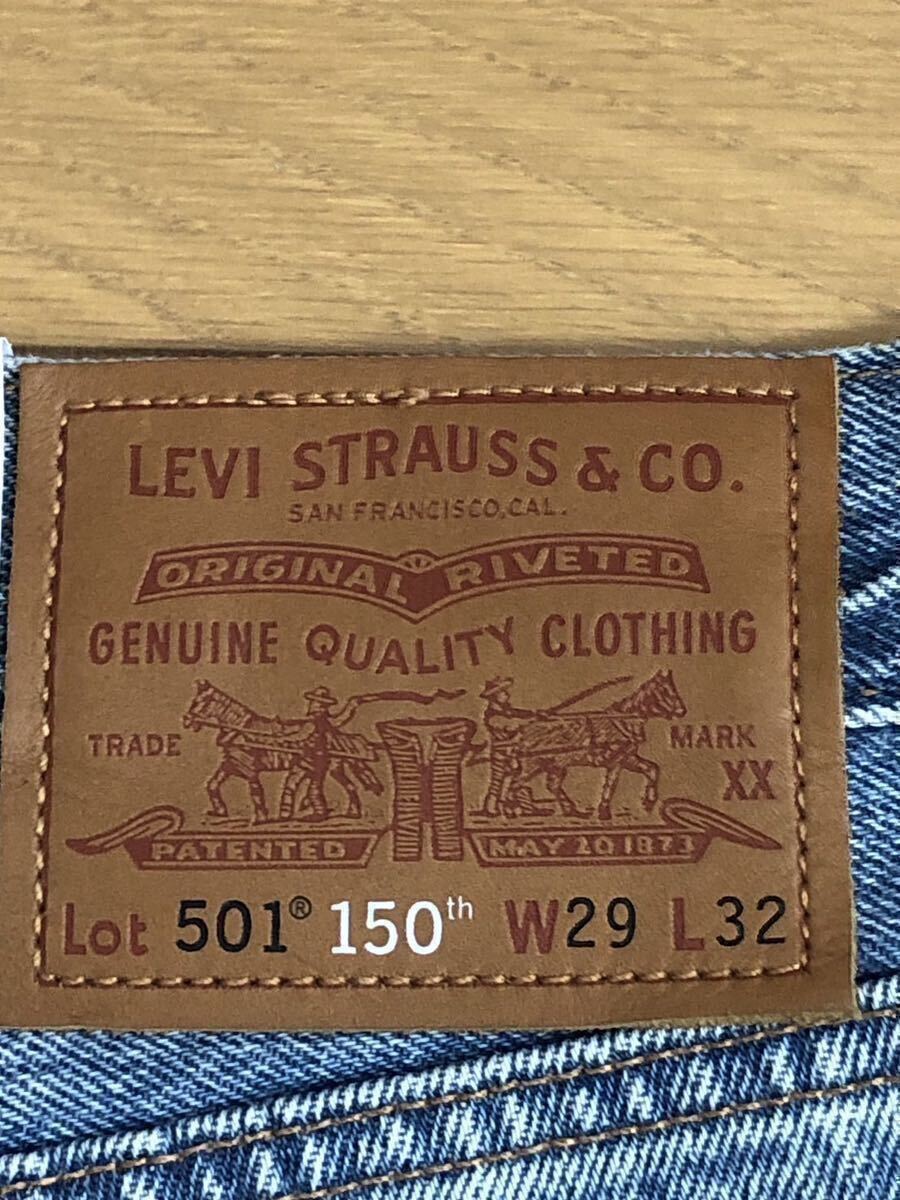 LEVI STRAUSS & CO.
SAN FRANCISCO, CAL.
ORIGINAL RIVETED
GENUINE QUALITY CLOTHING
TRADE MARK
XX
PATENTED MAY 20 1873
Lot 501® 150th W29 L32